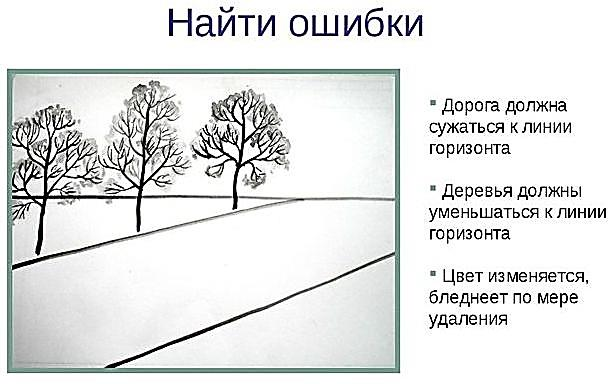 Найти ошибки
▪ Дорога должна
сужаться к линии
горизонта
▪ Деревья должны
уменьшаться к линии
горизонта
▪ Цвет изменяется,
бледнеет по мере
удаления